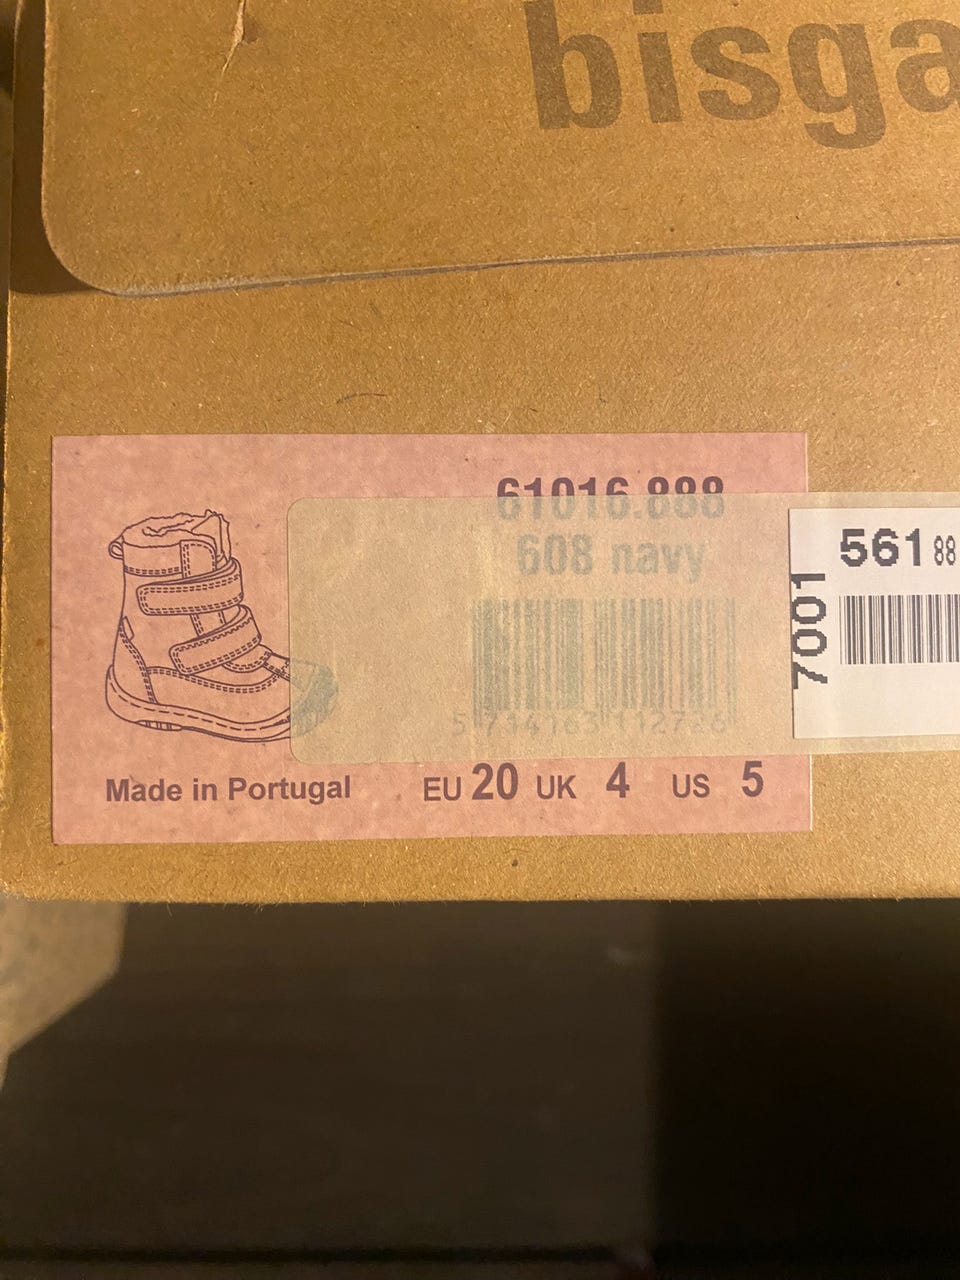 bisga
61016.888
608 navy
5 714163 112726
Made in Portugal
EU 20 UK 4 US 5
7001
561 88